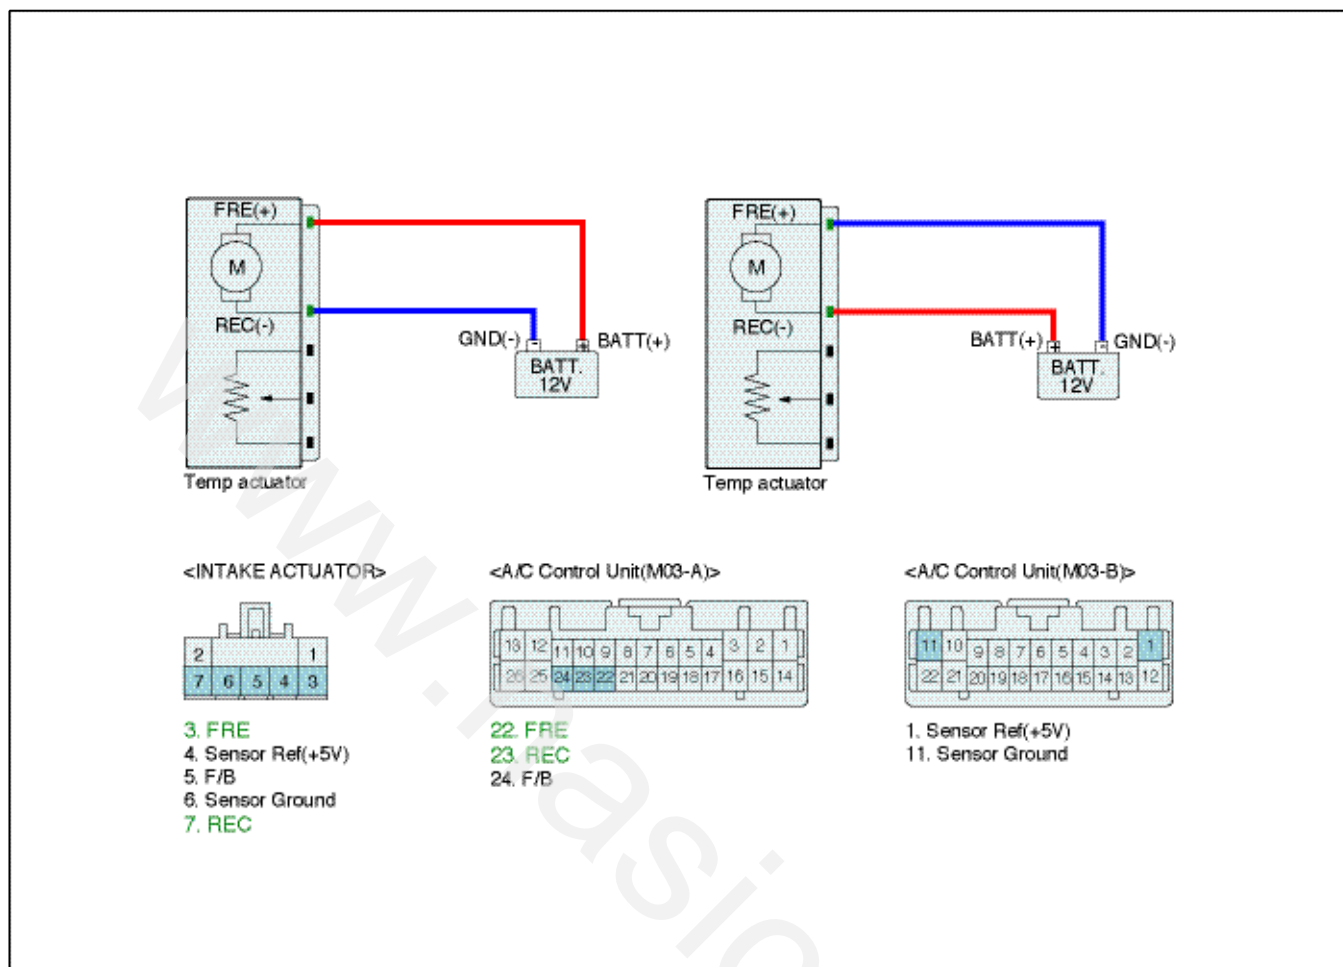 FRE(+)
M
REC(-)
GND(-)
BATT(+)
BATT.
12V
Temp actuator
FRE(+)
M
REC(-)
BATT(+)
GND(-)
BATT.
12V
Temp actuator
<INTAKE ACTUATOR>
2 1
7 6 5 4 3
3. FRE
4. Sensor Ref(+5V)
5. F/B
6. Sensor Ground
7. REC
<A/C Control Unit(M03-A)>
13 12 11 10 9 8 7 6 5 4 3 2 1
26 25 24 23 22 21 20 19 18 17 16 15 14
22. FRE
23. REC
24. F/B
<A/C Control Unit(M03-B)>
11 10 9 8 7 6 5 4 3 2 1
22 21 20 19 18 17 16 15 14 13 12
1. Sensor Ref(+5V)
11. Sensor Ground